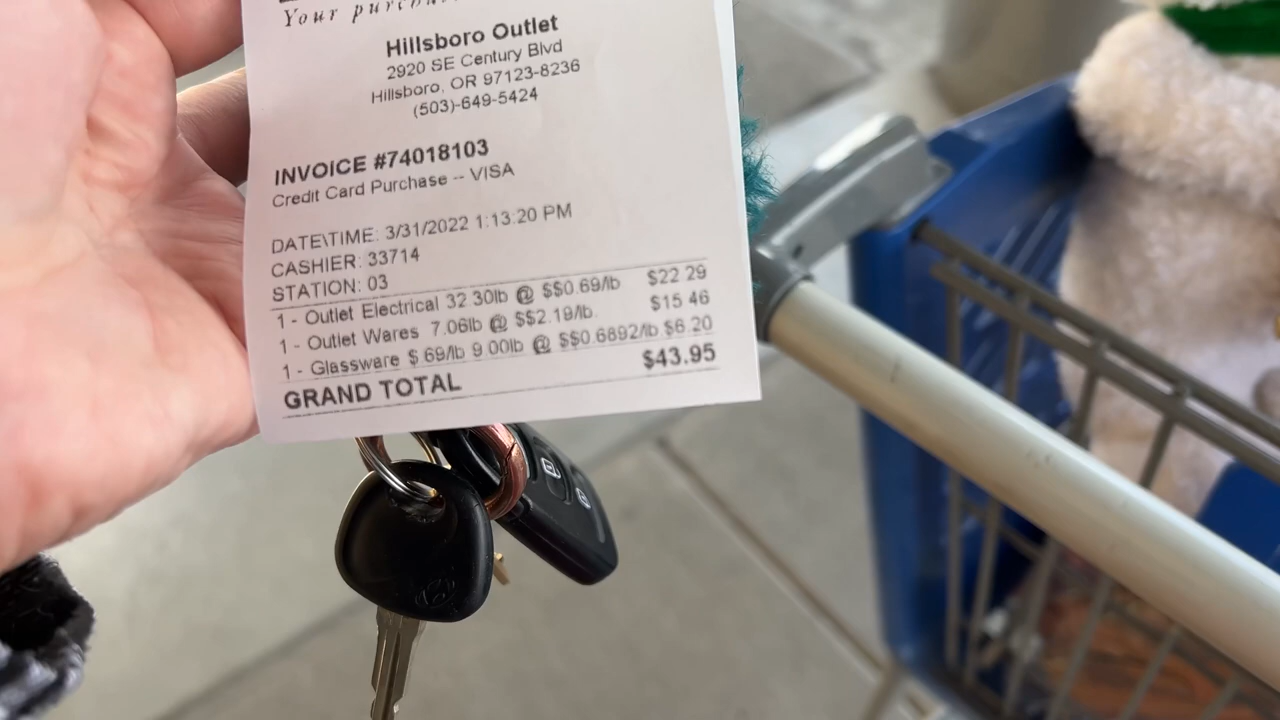 Your
Hillsboro Outlet
2920 SE Century Blvd
Hillsboro, OR 97123-8236
(503)-649-5424
INVOICE #74018103
Credit Card Purchase -- VISA
DATE\TIME: 3/31/2022 1:13:20 PM
CASHIER: 33714
STATION: 03
1 - Outlet Electrical 32.30lb @ $$0.69/lb $22.29
1 - Outlet Wares 7.06lb @ $$2.19/lb. $15.46
1 - Glassware $.69/lb 9.00lb @ $$0.6892/lb $6.20
GRAND TOTAL $43.95